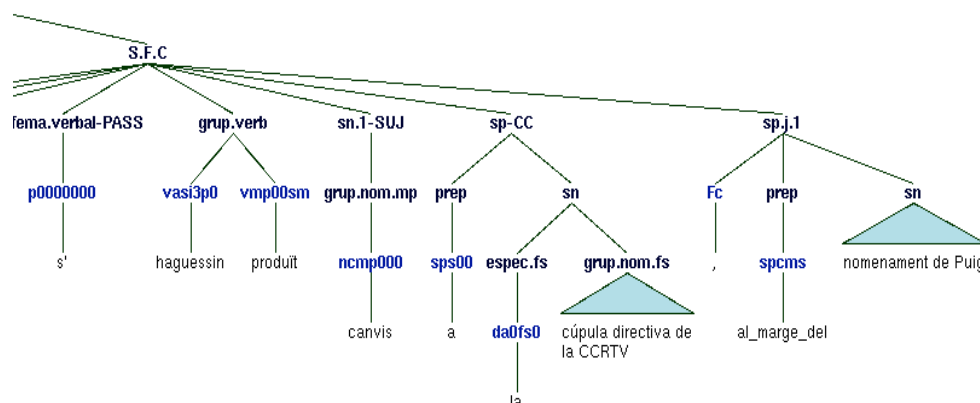 S.F.C
fema.verbal-PASS grup.verb sn.1-SUJ sp-CC sp.j.1
p0000000 vasi3p0 vmp00sm grup.nom.mp prep sn Fc prep sn
s' haguessin produït ncmp000 sps00 espec.fs grup.nom.fs , spcms nomenament de Puig
canvis a da0fs0 cúpula directiva de al_marge_del
la CCRTV
la